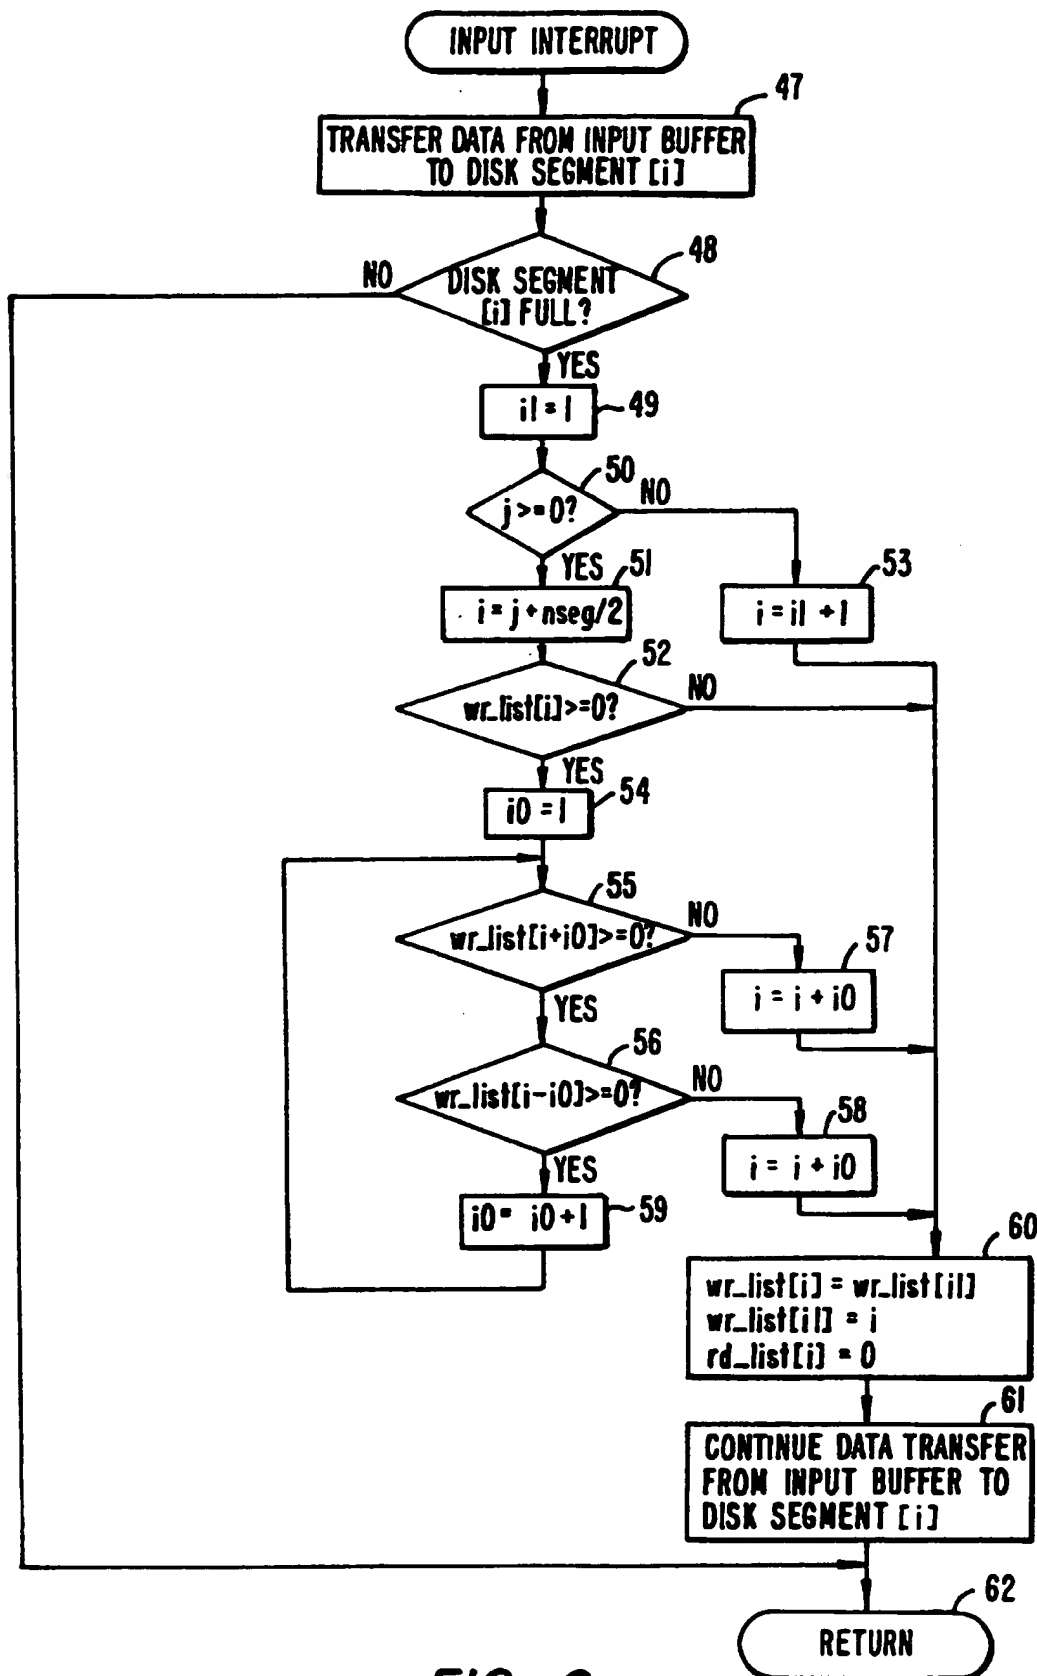 INPUT INTERRUPT
47
TRANSFER DATA FROM INPUT BUFFER
TO DISK SEGMENT [i]
48
NO
DISK SEGMENT
[i] FULL?
YES
i1 = 1
49
50
j >= 0?
NO
YES
51
i = j + nseg/2
53
i = i1 + 1
52
wr_list[i] >= 0?
NO
YES
54
i0 = 1
55
wr_list[i+i0] >= 0?
NO
57
i = i + i0
YES
56
wr_list[i-i0] >= 0?
NO
58
i = i + i0
YES
i0 = i0 + 1
59
60
wr_list[i] = wr_list[i1]
wr_list[i1] = i
rd_list[i] = 0
61
CONTINUE DATA TRANSFER
FROM INPUT BUFFER TO
DISK SEGMENT [i]
62
RETURN
FIG.